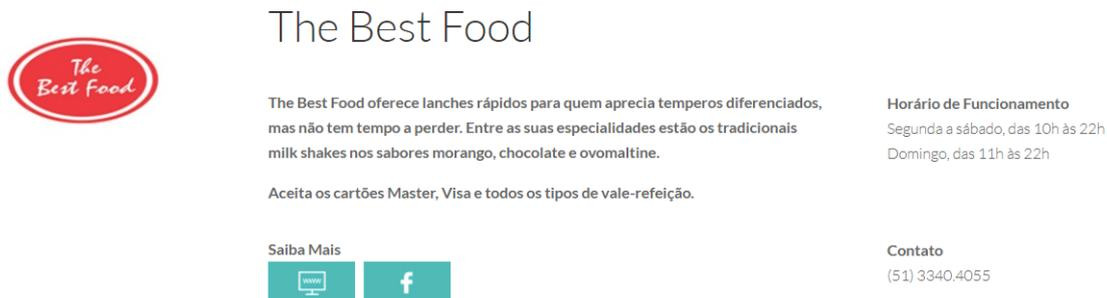 The Best Food
The
Best Food
The Best Food oferece lanches rápidos para quem aprecia temperos diferenciados,
mas não tem tempo a perder. Entre as suas especialidades estão os tradicionais
milk shakes nos sabores morango, chocolate e ovomaltine.
Aceita os cartões Master, Visa e todos os tipos de vale-refeição.
Horário de Funcionamento
Segunda a sábado, das 10h às 22h
Domingo, das 11h às 22h
Saiba Mais
www
f
Contato
(51) 3340.4055